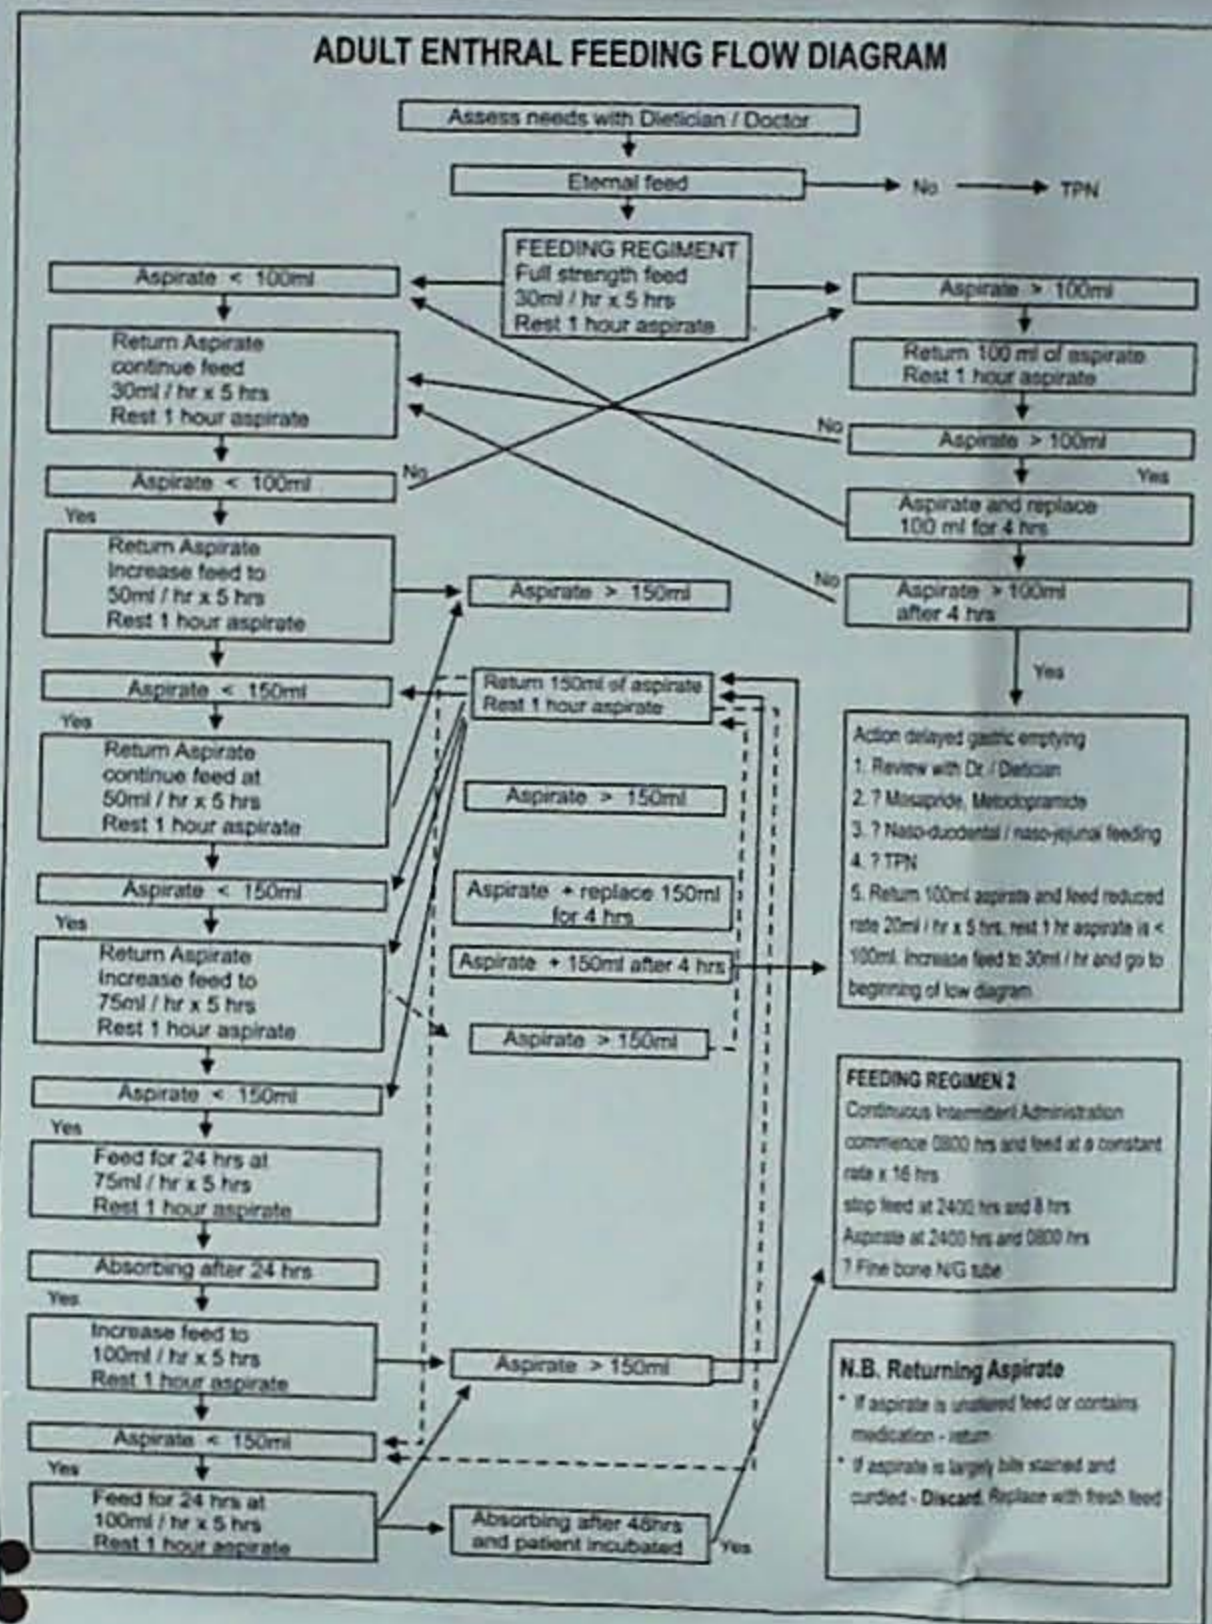 ADULT ENTHRAL FEEDING FLOW DIAGRAM
Assess needs with Dietician / Doctor
Eternal feed
No
TPN
FEEDING REGIMENT
Full strength feed
30ml / hr x 5 hrs
Rest 1 hour aspirate
Aspirate < 100ml
Return Aspirate
continue feed
30ml / hr x 5 hrs
Rest 1 hour aspirate
Aspirate < 100ml
No
Yes
Return Aspirate
Increase feed to
50ml / hr x 5 hrs
Rest 1 hour aspirate
Aspirate < 150ml
Yes
Return Aspirate
continue feed at
50ml / hr x 5 hrs
Rest 1 hour aspirate
Aspirate < 150ml
Yes
Return Aspirate
Increase feed to
75ml / hr x 5 hrs
Rest 1 hour aspirate
Aspirate < 150ml
Yes
Feed for 24 hrs at
75ml / hr x 5 hrs
Rest 1 hour aspirate
Absorbing after 24 hrs
Yes
Increase feed to
100ml / hr x 5 hrs
Rest 1 hour aspirate
Aspirate < 150ml
Yes
Feed for 24 hrs at
100ml / hr x 5 hrs
Rest 1 hour aspirate
Aspirate > 150ml
Return 150ml of aspirate
Rest 1 hour aspirate
Aspirate > 150ml
Aspirate + replace 150ml
for 4 hrs
Aspirate + 150ml after 4 hrs
Aspirate > 150ml
Aspirate > 150ml
Absorbing after 48hrs
and patient incubated
Yes
Aspirate > 100ml
Return 100 ml of aspirate
Rest 1 hour aspirate
No
Aspirate > 100ml
Yes
Aspirate and replace
100 ml for 4 hrs
No
Aspirate > 100ml
after 4 hrs
Yes
Action delayed gastric emptying
1. Review with Dr. / Dietician
2. ? Mosapride, Metodopramide
3. ? Naso-duodental / naso-jejunal feeding
4. ? TPN
5. Return 100ml aspirate and feed reduced
rate 20ml / hr x 5 hrs, rest 1 hr aspirate is <
100ml. Increase feed to 30ml / hr and go to
beginning of low diagram
FEEDING REGIMEN 2
Continuous Intermittent Administration
commence 0800 hrs and feed at a constant
rate x 16 hrs
stop feed at 2400 hrs and 8 hrs
Aspirate at 2400 hrs and 0800 hrs
? Fine bone N/G tube
N.B. Returning Aspirate
* If aspirate is feed or contains
medication - return
* If aspirate is largely stained and
curdled - Discard. Replace with fresh feed